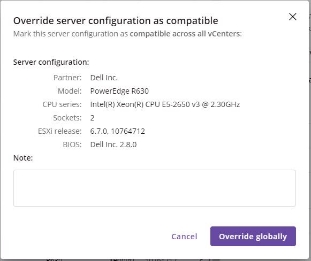 Override server configuration as compatible
Mark this server configuration as compatible across all vCenters:
Server configuration:
Partner: Dell Inc.
Model: PowerEdge R630
CPU series: Intel(R) Xeon(R) CPU E5-2650 v3 @ 2.30GHz
Sockets: 2
ESXi release: 6.7.0, 10764712
BIOS: Dell Inc. 2.8.0
Note:
Cancel Override globally